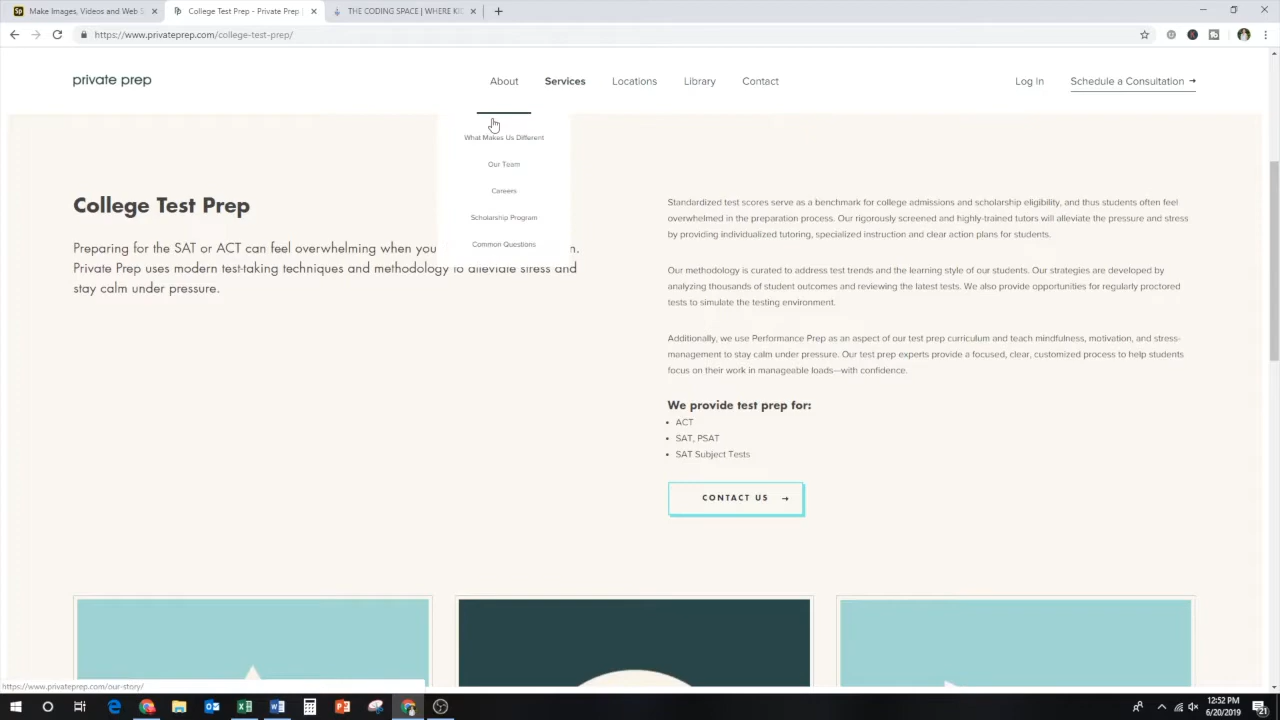 Make Images, Videos and Web S
College Test Prep - Private Prep |
THE CODING SPACE | WHERE KID
https://www.privateprep.com/college-test-prep/
private prep
About
Services
Locations
Library
Contact
Log In
Schedule a Consultation →
What Makes Us Different
Our Team
Careers
Scholarship Program
Common Questions
College Test Prep
Preparing for the SAT or ACT can feel overwhelming when you
Private Prep uses modern test-taking techniques and methodology to alleviate stress and
stay calm under pressure.
Standardized test scores serve as a benchmark for college admissions and scholarship eligibility, and thus students often feel
overwhelmed in the preparation process. Our rigorously screened and highly-trained tutors will alleviate the pressure and stress
by providing individualized tutoring, specialized instruction and clear action plans for students.
Our methodology is curated to address test trends and the learning style of our students. Our strategies are developed by
analyzing thousands of student outcomes and reviewing the latest tests. We also provide opportunities for regularly proctored
tests to simulate the testing environment.
Additionally, we use Performance Prep as an aspect of our test prep curriculum and teach mindfulness, motivation, and stress-
management to stay calm under pressure. Our test prep experts provide a focused, clear, customized process to help students
focus on their work in manageable loads—with confidence.
We provide test prep for:
• ACT
• SAT, PSAT
• SAT Subject Tests
CONTACT US →
https://www.privateprep.com/our-story/
12:52 PM
6/20/2019
21